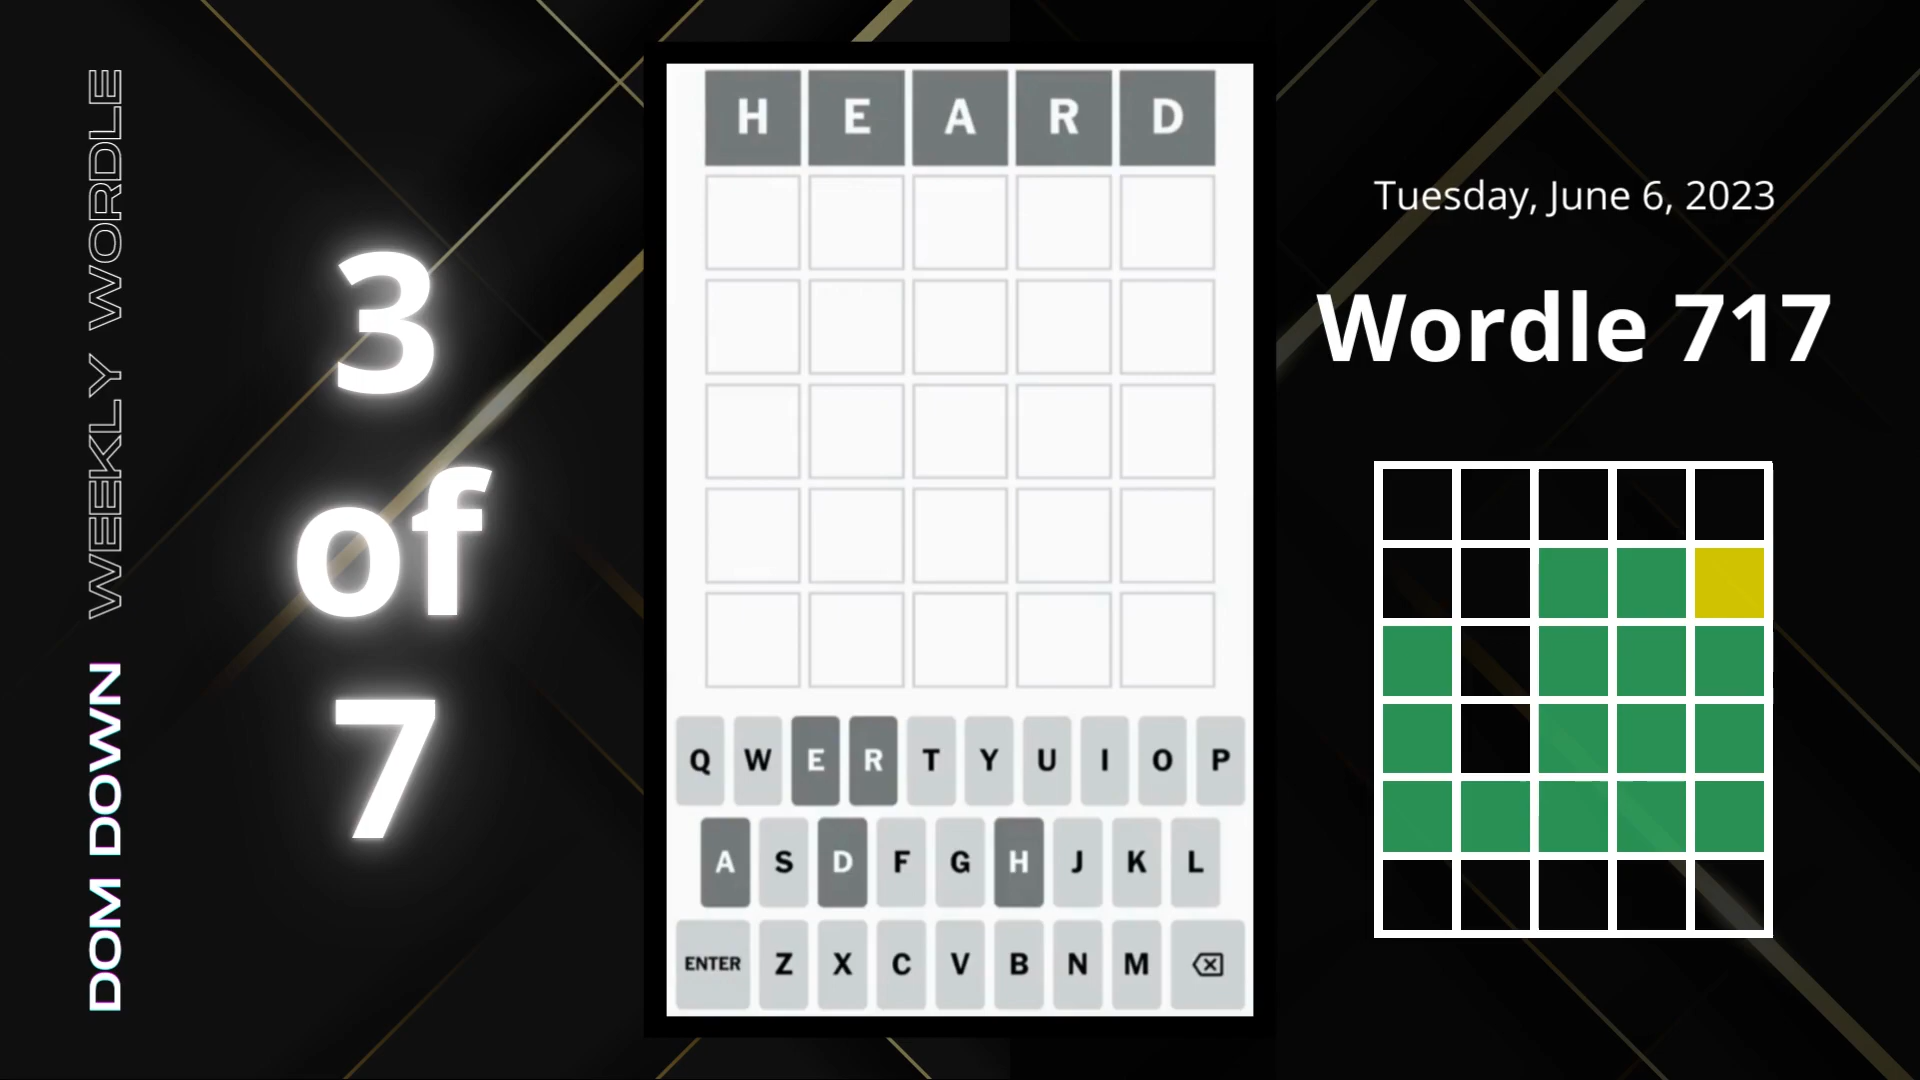 DOM DOWN WEEKLY WORDLE
3
of
7
H E A R D
Q W E R T Y U I O P
A S D F G H J K L
ENTER Z X C V B N M
Tuesday, June 6, 2023
Wordle 717